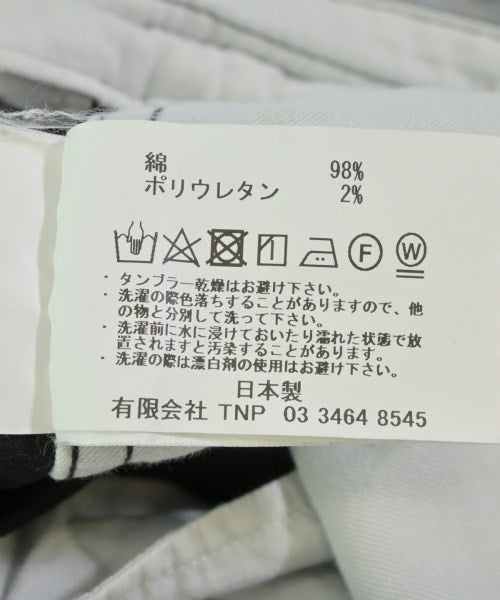 綿 98%
ポリウレタン 2%
F W
・タンブラー乾燥はお避け下さい。
・洗濯の際色落ちすることがありますので、他
の物と分別して洗って下さい。
・洗濯前に水に浸けておいたり濡れた状態で放
置されますと汚染することがあります。
・洗濯の際は漂白剤の使用はお避け下さい。
日本製
有限会社 TNP 03 3464 8545